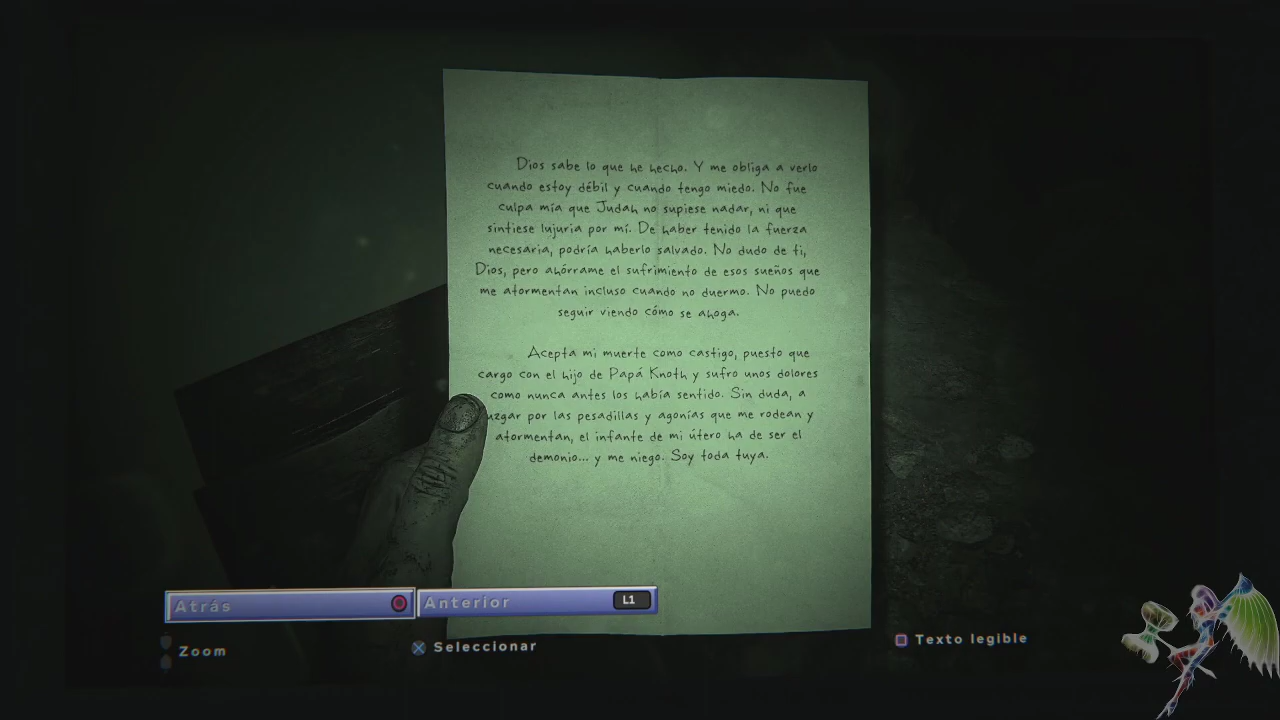 Dios sabe lo que he hecho. Y me obliga a verlo
cuando estoy débil y cuando tengo miedo. No fue
culpa mía que Judah no supiese nadar, ni que
sintiese lujuria por mí. De haber tenido la fuerza
necesaria, podría haberlo salvado. No dudo de ti,
Dios, pero ahórrame el sufrimiento de esos sueños que
me atormentan incluso cuando no duermo. No puedo
seguir viendo cómo se ahoga.
Acepta mi muerte como castigo, puesto que
cargo con el hijo de Papá Knoth y sufro unos dolores
como nunca antes los había sentido. Sin duda, a
uzgar por las pesadillas y agonías que me rodean y
atormentan, el infante de mi útero ha de ser el
demonio... y me niego. Soy toda tuya.
Atrás
Anterior L1
Zoom
Seleccionar
Texto legible